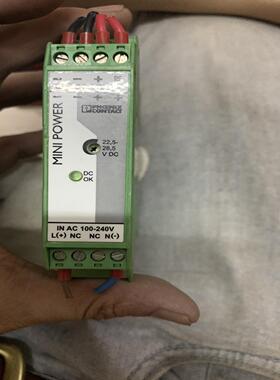 PHOENIX
CONTACT
MINI POWER
22,5-
28,5
V DC
DC
OK
IN AC 100-240V
L(+) NC NC N(-)